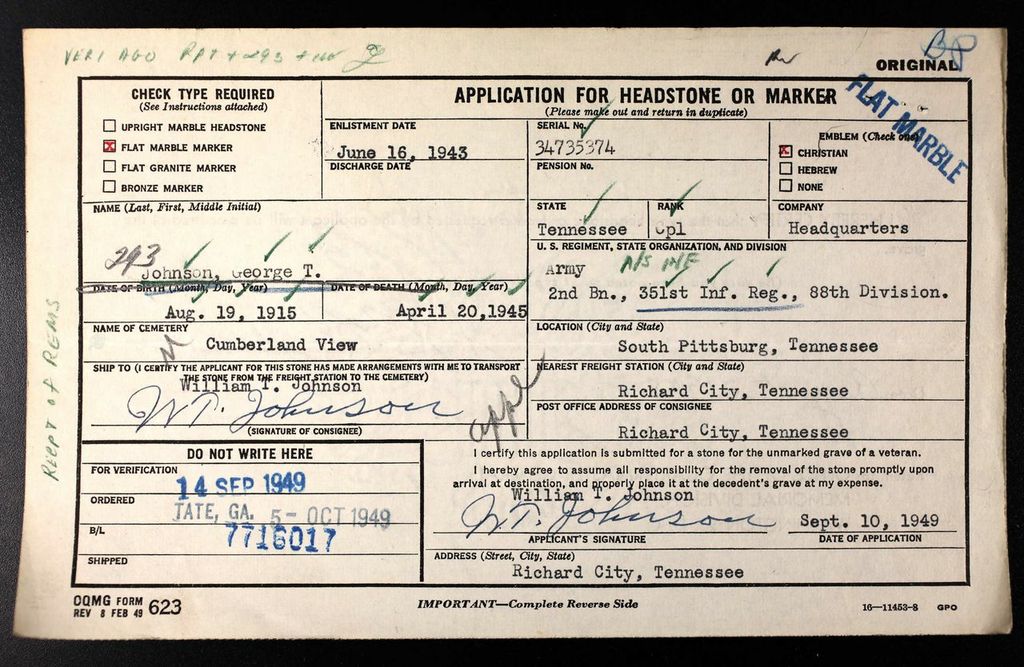 VERI AGO RPT + 293 +
ORIGINAL
FLAT MARBLE
CHECK TYPE REQUIRED
(See Instructions attached)
☐ UPRIGHT MARBLE HEADSTONE
☒ FLAT MARBLE MARKER
☐ FLAT GRANITE MARKER
☐ BRONZE MARKER
APPLICATION FOR HEADSTONE OR MARKER
(Please make out and return in duplicate)
ENLISTMENT DATE
June 16, 1943
DISCHARGE DATE
SERIAL No.
34735374
PENSION No.
EMBLEM (Check one)
☒ CHRISTIAN
☐ HEBREW
☐ NONE
NAME (Last, First, Middle Initial)
293
Johnson, George T.
STATE
Tennessee
RANK
Cpl
COMPANY
Headquarters
U. S. REGIMENT, STATE ORGANIZATION, AND DIVISION
Army A/S INF
2nd Bn., 351st Inf. Reg., 88th Division.
DATE OF BIRTH (Month, Day, Year)
Aug. 19, 1915
DATE OF DEATH (Month, Day, Year)
April 20,1945
NAME OF CEMETERY
Cumberland View
LOCATION (City and State)
South Pittsburg, Tennessee
SHIP TO (I CERTIFY THE APPLICANT FOR THIS STONE HAS MADE ARRANGEMENTS WITH ME TO TRANSPORT
THE STONE FROM THE FREIGHT STATION TO THE CEMETERY)
William T. Johnson
W.T. Johnson
(SIGNATURE OF CONSIGNEE)
appl
NEAREST FREIGHT STATION (City and State)
Richard City, Tennessee
POST OFFICE ADDRESS OF CONSIGNEE
Richard City, Tennessee
RECPT of REMS
DO NOT WRITE HERE
FOR VERIFICATION
14 SEP 1949
ORDERED
TATE, GA. 5- OCT 1949
B/L
7716017
SHIPPED
I certify this application is submitted for a stone for the unmarked grave of a veteran.
I hereby agree to assume all responsibility for the removal of the stone promptly upon
arrival at destination, and properly place it at the decedent's grave at my expense.
William T. Johnson
W.T. Johnson
APPLICANT'S SIGNATURE
Sept. 10, 1949
DATE OF APPLICATION
ADDRESS (Street, City, State)
Richard City, Tennessee
OQMG FORM 623
REV 8 FEB 49
IMPORTANT—Complete Reverse Side
16—11453-8 GPO